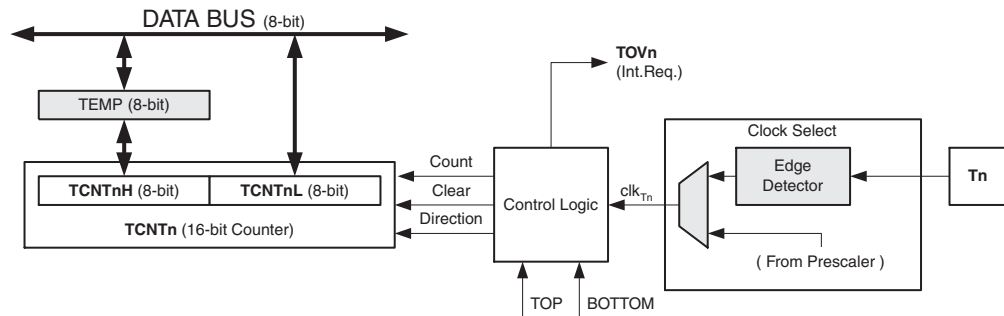 DATA BUS (8-bit)
TOVn
(Int.Req.)
TEMP (8-bit)
Clock Select
Count
Edge
Detector
Tn
TCNTnH (8-bit) TCNTnL (8-bit)
Clear
Control Logic
clkTn
TCNTn (16-bit Counter)
Direction
( From Prescaler )
TOP
BOTTOM